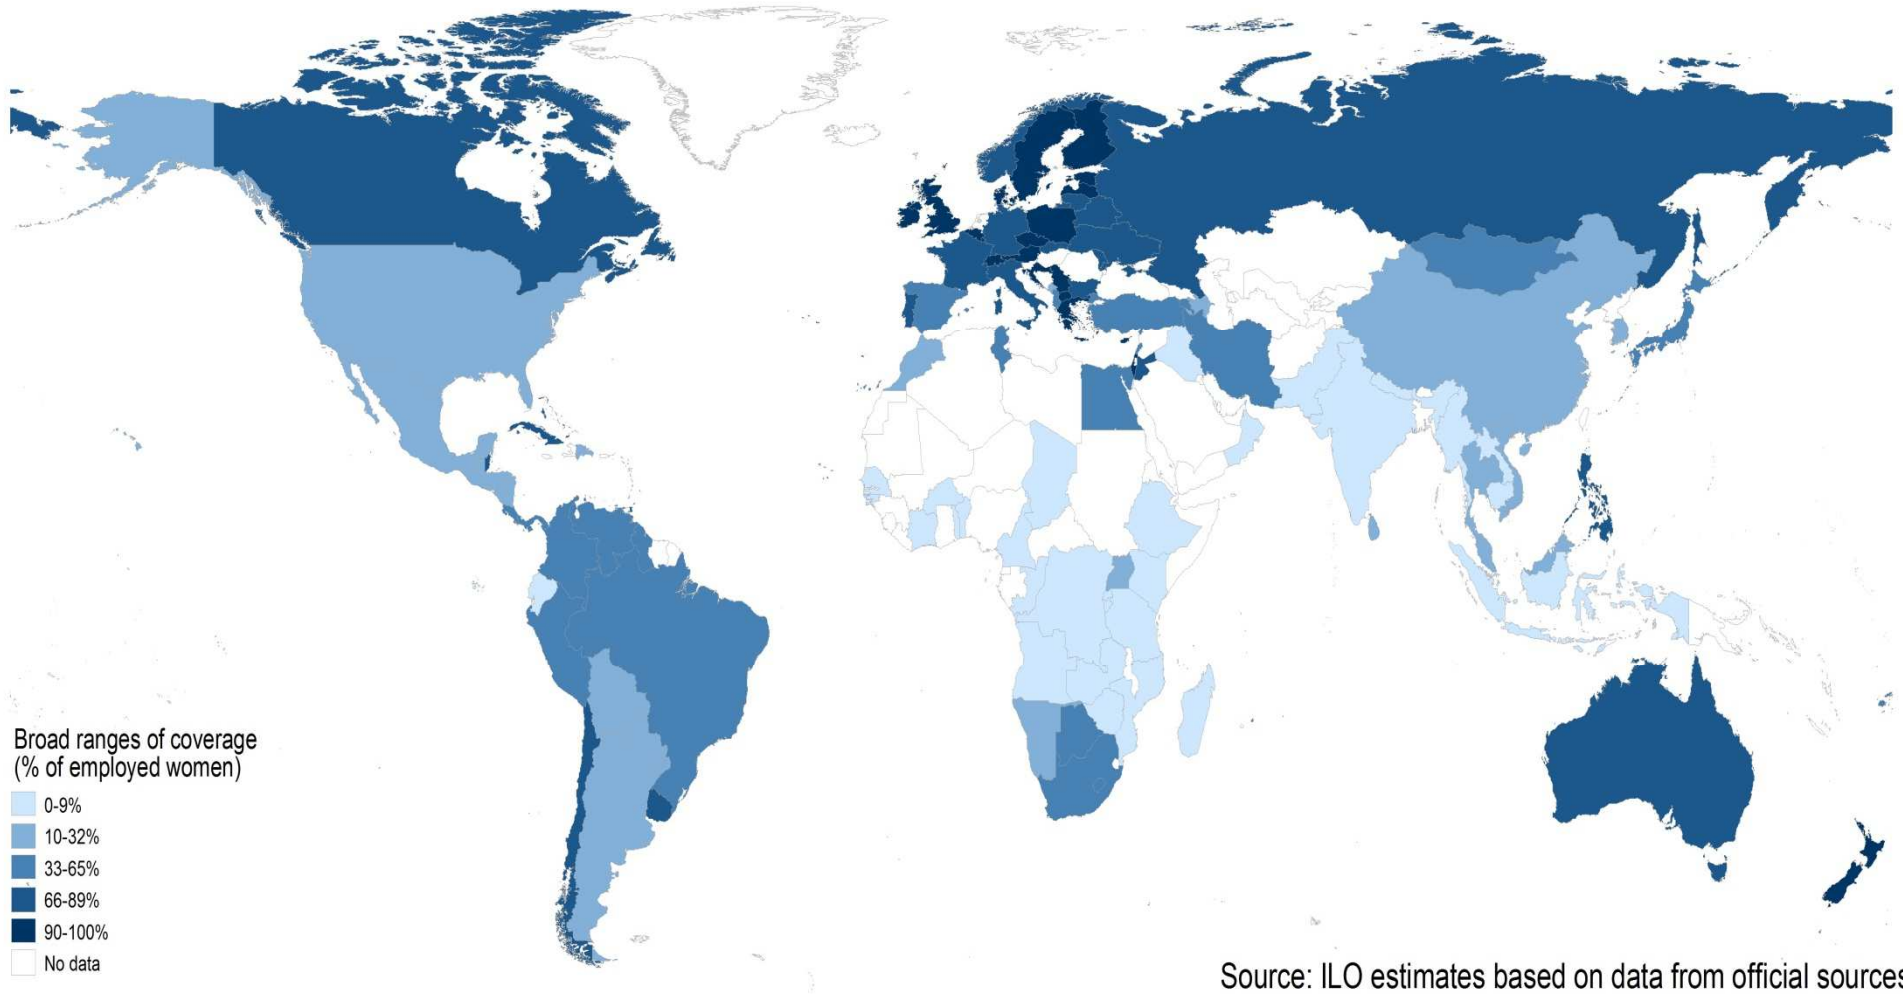 Broad ranges of coverage
(% of employed women)
0-9%
10-32%
33-65%
66-89%
90-100%
No data
Source: ILO estimates based on data from official sources